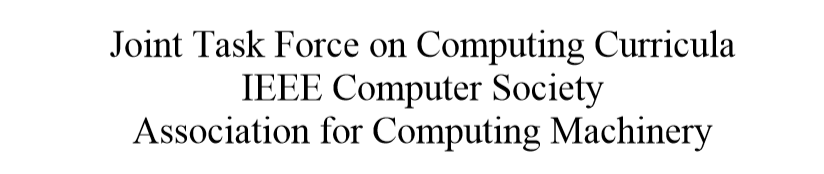 Joint Task Force on Computing Curricula
IEEE Computer Society
Association for Computing Machinery